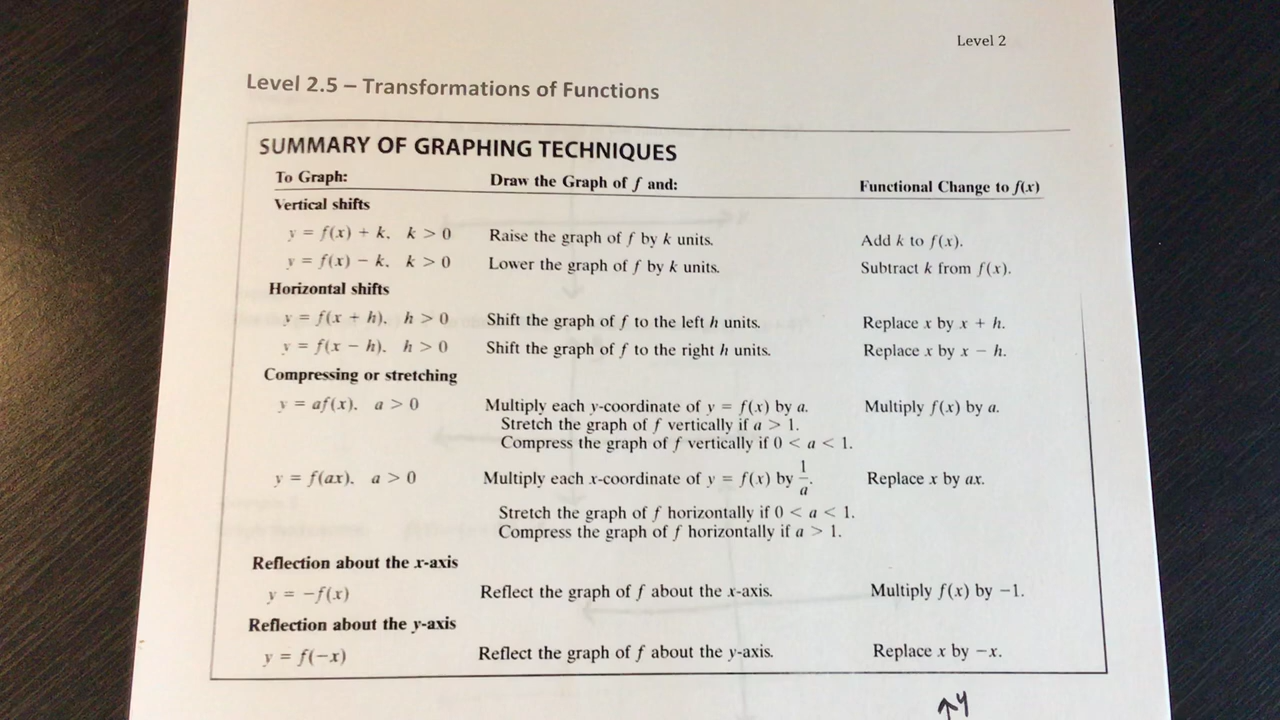 Level 2
Level 2.5 – Transformations of Functions
SUMMARY OF GRAPHING TECHNIQUES
To Graph: Draw the Graph of f and: Functional Change to f(x)
Vertical shifts
y = f(x) + k, k > 0 Raise the graph of f by k units. Add k to f(x).
y = f(x) − k, k > 0 Lower the graph of f by k units. Subtract k from f(x).
Horizontal shifts
y = f(x + h), h > 0 Shift the graph of f to the left h units. Replace x by x + h.
y = f(x − h), h > 0 Shift the graph of f to the right h units. Replace x by x − h.
Compressing or stretching
y = af(x), a > 0 Multiply each y-coordinate of y = f(x) by a. Multiply f(x) by a.
Stretch the graph of f vertically if a > 1.
Compress the graph of f vertically if 0 < a < 1.
y = f(ax), a > 0 Multiply each x-coordinate of y = f(x) by 1/a. Replace x by ax.
Stretch the graph of f horizontally if 0 < a < 1.
Compress the graph of f horizontally if a > 1.
Reflection about the x-axis
y = −f(x) Reflect the graph of f about the x-axis. Multiply f(x) by −1.
Reflection about the y-axis
y = f(−x) Reflect the graph of f about the y-axis. Replace x by −x.
y